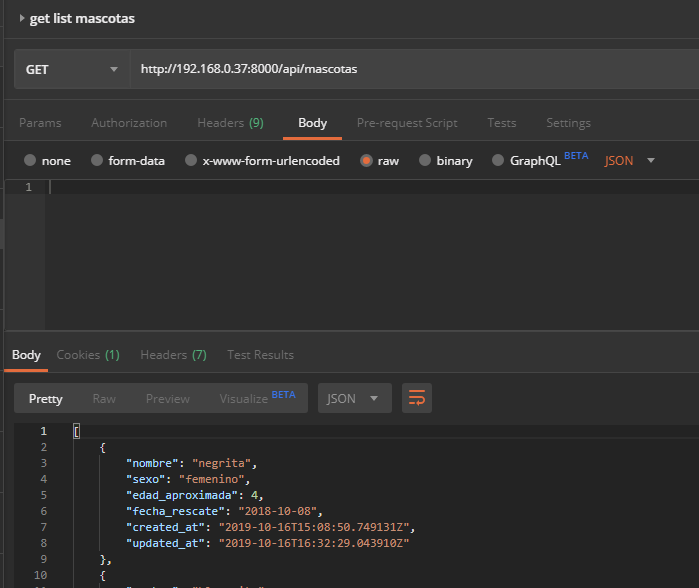 get list mascotas
GET http://192.168.0.37:8000/api/mascotas
Params Authorization Headers (9) Body Pre-request Script Tests Settings
none form-data x-www-form-urlencoded raw binary GraphQL BETA JSON
1
Body Cookies (1) Headers (7) Test Results
Pretty Raw Preview Visualize BETA JSON
1 [
2 {
3 "nombre": "negrita",
4 "sexo": "femenino",
5 "edad_aproximada": 4,
6 "fecha_rescate": "2018-10-08",
7 "created_at": "2019-10-16T15:08:50.749131Z",
8 "updated_at": "2019-10-16T16:32:29.043910Z"
9 },
10 {